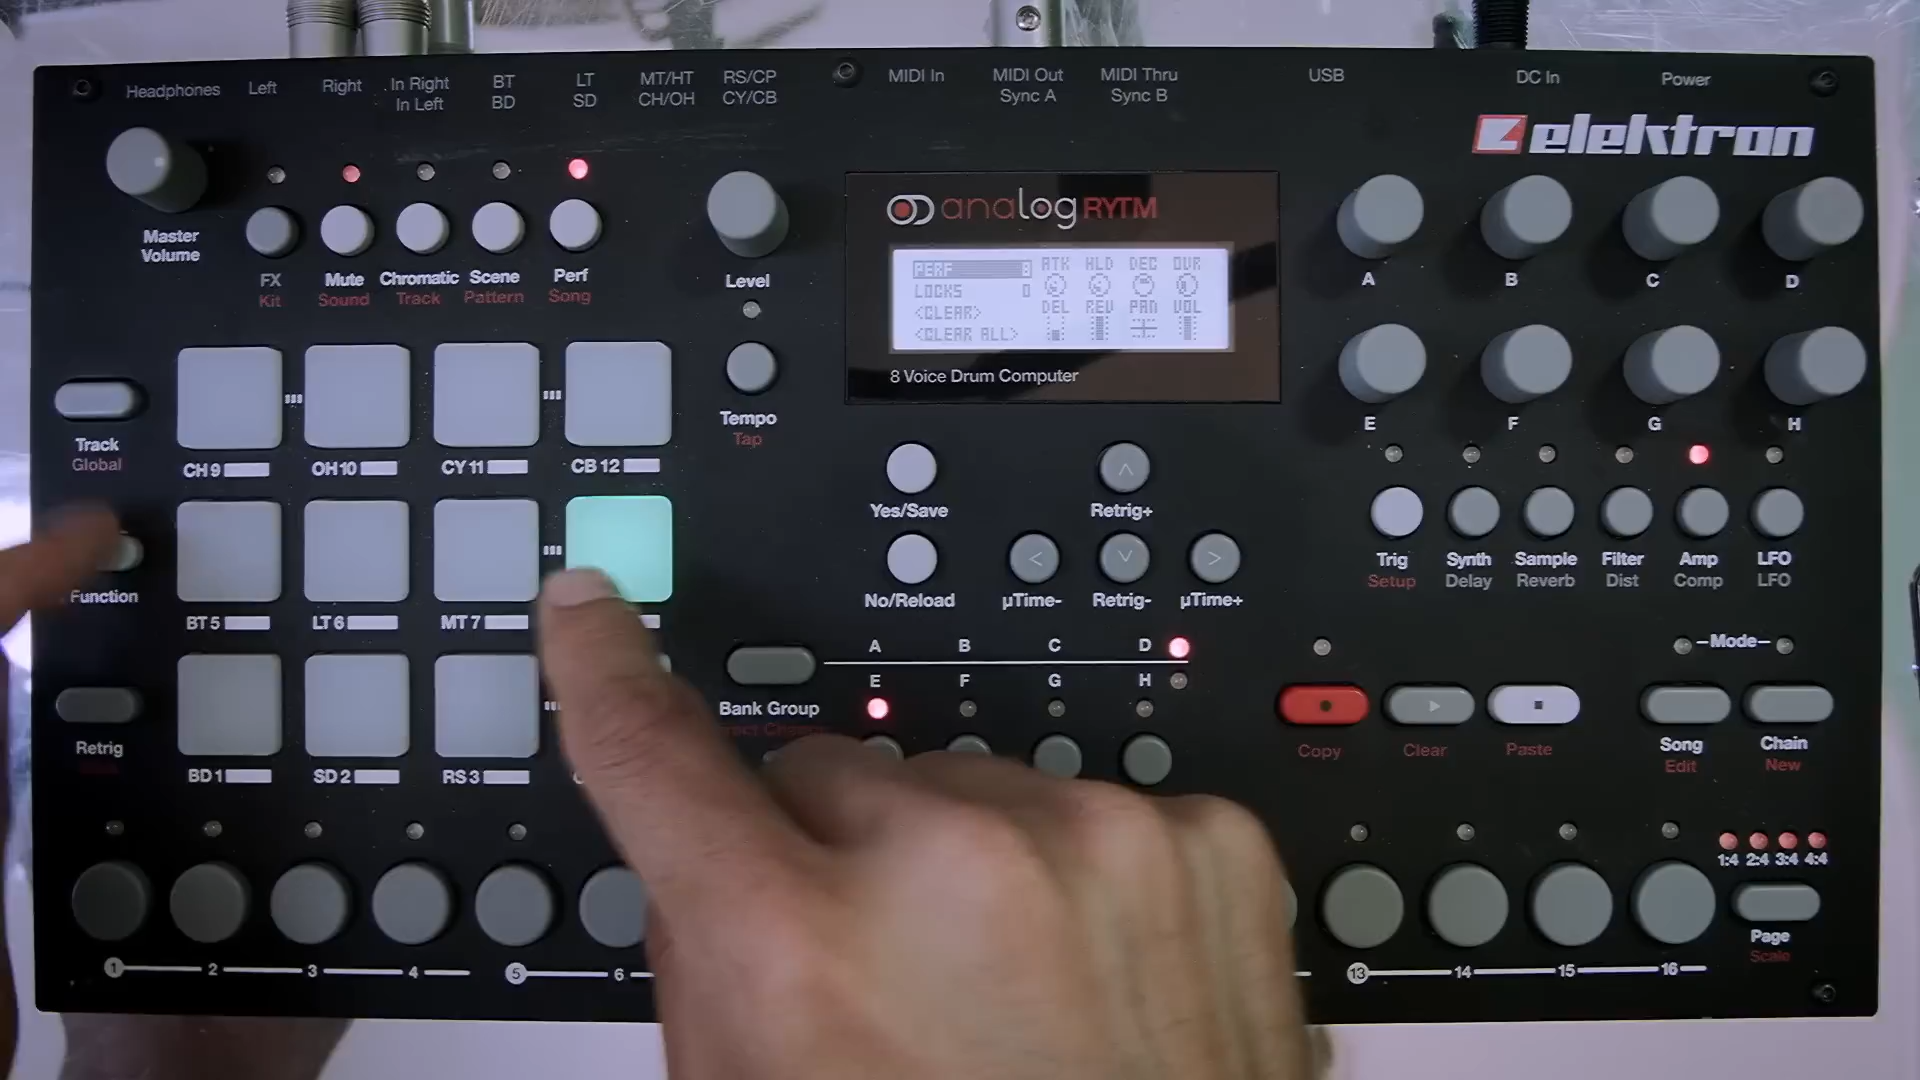 Headphones
Left
Right
In Right
In Left
BT
BD
LT
SD
MT/HT
CH/OH
RS/CP
CY/CB
MIDI In
MIDI Out
Sync A
MIDI Thru
Sync B
USB
DC In
Power
elektron
Master
Volume
FX
Kit
Mute
Sound
Chromatic
Track
Scene
Pattern
Perf
Song
Level
analog RYTM
PERF 8
LOCKS 0
<CLEAR>
<CLEAR ALL>
ATK HLD DEC OVR
DEL REV PAN VOL
8 Voice Drum Computer
A
B
C
D
E
F
G
H
Track
Global
CH 9
OH 10
CY 11
CB 12
Tempo
Tap
Yes/Save
Retrig+
No/Reload
µTime-
Retrig-
µTime+
Trig
Setup
Synth
Delay
Sample
Reverb
Filter
Dist
Amp
Comp
LFO
LFO
Function
BT 5
LT 6
MT 7
A
B
C
D
E
F
G
H
Bank Group
Mode
Retrig
BD 1
SD 2
RS 3
Copy
Clear
Paste
Song
Edit
Chain
New
1:4
2:4
3:4
4:4
Page
Scale
1
2
3
4
5
6
13
14
15
16